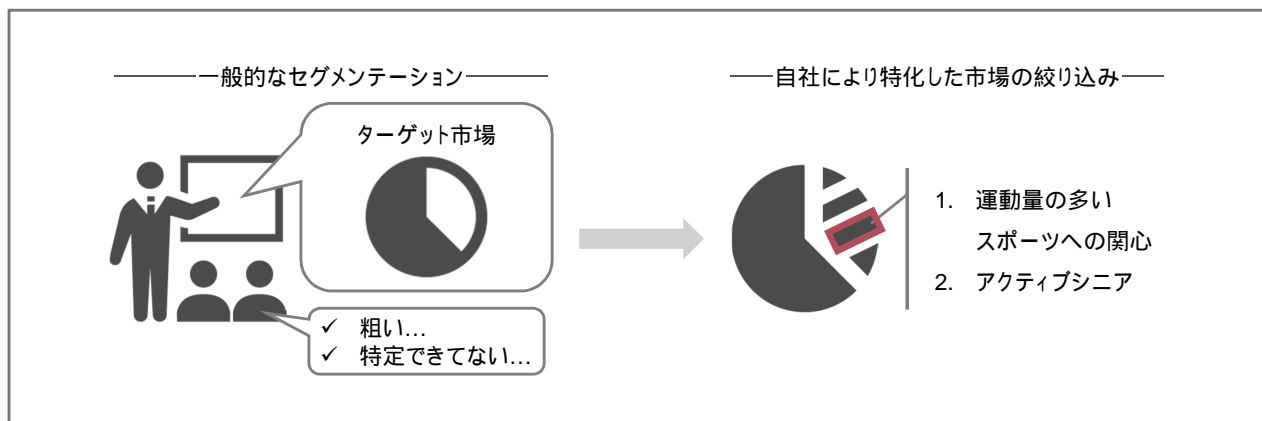 一般的なセグメンテーション
ターゲット市場
✓ 粗い…
✓ 特定できてない…
自社により特化した市場の絞り込み
1. 運動量の多い
スポーツへの関心
2. アクティブシニア